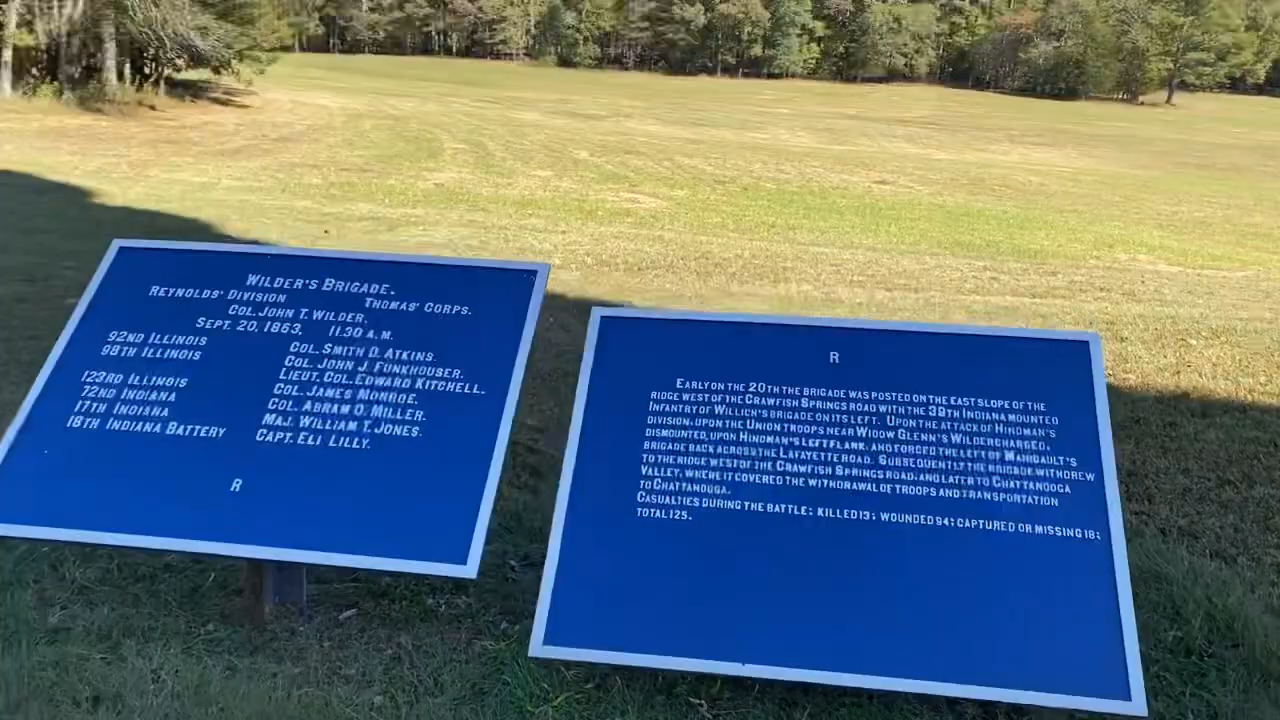 WILDER'S BRIGADE.
REYNOLDS' DIVISION THOMAS' CORPS.
COL. JOHN T. WILDER.
SEPT. 20, 1863, 11.30 A.M.
92ND ILLINOIS COL. SMITH D. ATKINS.
98TH ILLINOIS COL. JOHN J. FUNKHOUSER.
LIEUT. COL. EDWARD KITCHELL.
123RD ILLINOIS COL. JAMES MONROE.
72ND INDIANA COL. ABRAM O. MILLER.
17TH INDIANA MAJ. WILLIAM T. JONES.
18TH INDIANA BATTERY CAPT. ELI LILLY.
R
R
EARLY ON THE 20TH THE BRIGADE WAS POSTED ON THE EAST SLOPE OF THE
RIDGE WEST OF THE CRAWFISH SPRINGS ROAD WITH THE 39TH INDIANA MOUNTED
INFANTRY OF WILLICH'S BRIGADE ON ITS LEFT. UPON THE ATTACK OF HINDMAN'S
DIVISION, UPON THE UNION TROOPS NEAR WIDOW GLENN'S WILDER CHARGED,
DISMOUNTED, UPON HINDMAN'S LEFT FLANK, AND FORCED THE LEFT OF MANIGAULT'S
BRIGADE BACK ACROSS THE LAFAYETTE ROAD. SUBSEQUENTLY THE BRIGADE WITHDREW
TO THE RIDGE WEST OF THE CRAWFISH SPRINGS ROAD, AND LATER TO CHATTANOOGA
VALLEY, WHERE IT COVERED THE WITHDRAWAL OF TROOPS AND TRANSPORTATION
TO CHATTANOOGA.
CASUALTIES DURING THE BATTLE: KILLED 13; WOUNDED 94; CAPTURED OR MISSING 18;
TOTAL 125.